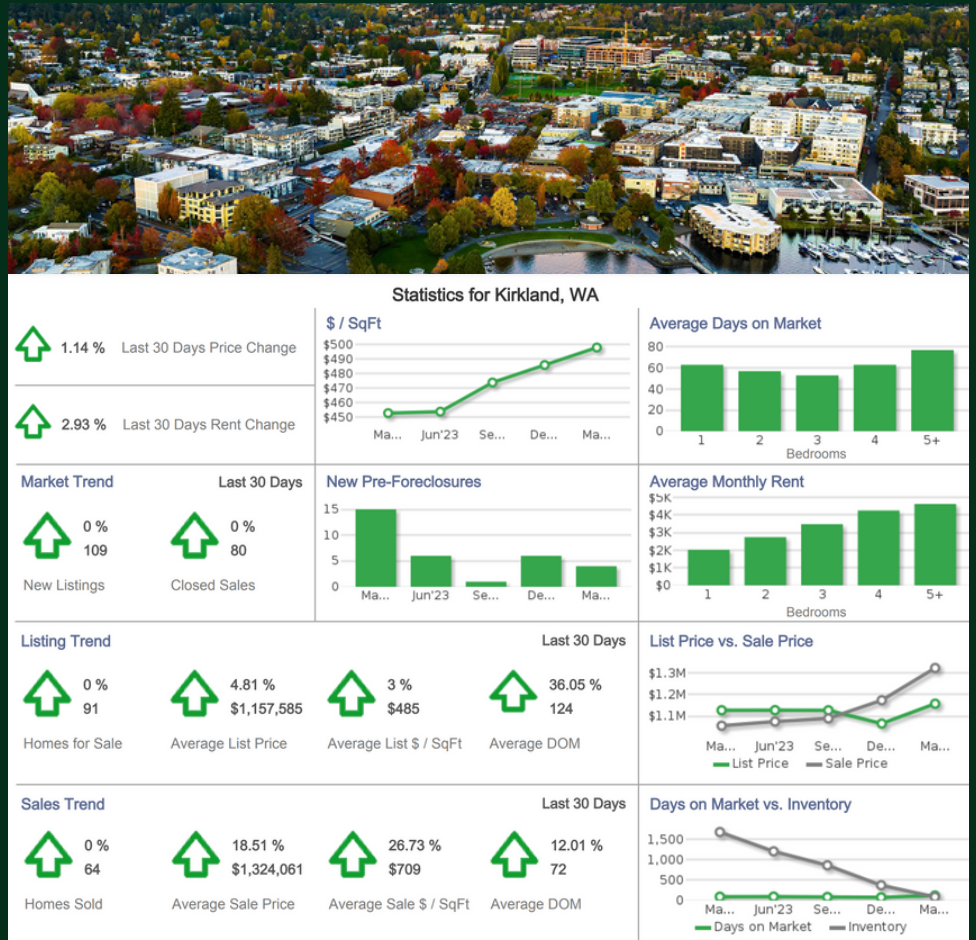 Statistics for Kirkland, WA
1.14 % Last 30 Days Price Change
2.93 % Last 30 Days Rent Change
$ / SqFt
$500
$490
$480
$470
$460
$450
Ma... Jun'23 Se... De... Ma...
Average Days on Market
80
60
40
20
0
1 2 3 4 5+
Bedrooms
Market Trend Last 30 Days
0 % 0 %
109 80
New Listings Closed Sales
New Pre-Foreclosures
15
10
5
0
Ma... Jun'23 Se... De... Ma...
Average Monthly Rent
$5K
$4K
$3K
$2K
$1K
$0
1 2 3 4 5+
Bedrooms
Listing Trend Last 30 Days
0 % 4.81 % 3 % 36.05 %
91 $1,157,585 $485 124
Homes for Sale Average List Price Average List $ / SqFt Average DOM
List Price vs. Sale Price
$1.3M
$1.2M
$1.1M
Ma... Jun'23 Se... De... Ma...
List Price Sale Price
Sales Trend Last 30 Days
0 % 18.51 % 26.73 % 12.01 %
64 $1,324,061 $709 72
Homes Sold Average Sale Price Average Sale $ / SqFt Average DOM
Days on Market vs. Inventory
1,500
1,000
500
0
Ma... Jun'23 Se... De... Ma...
Days on Market Inventory